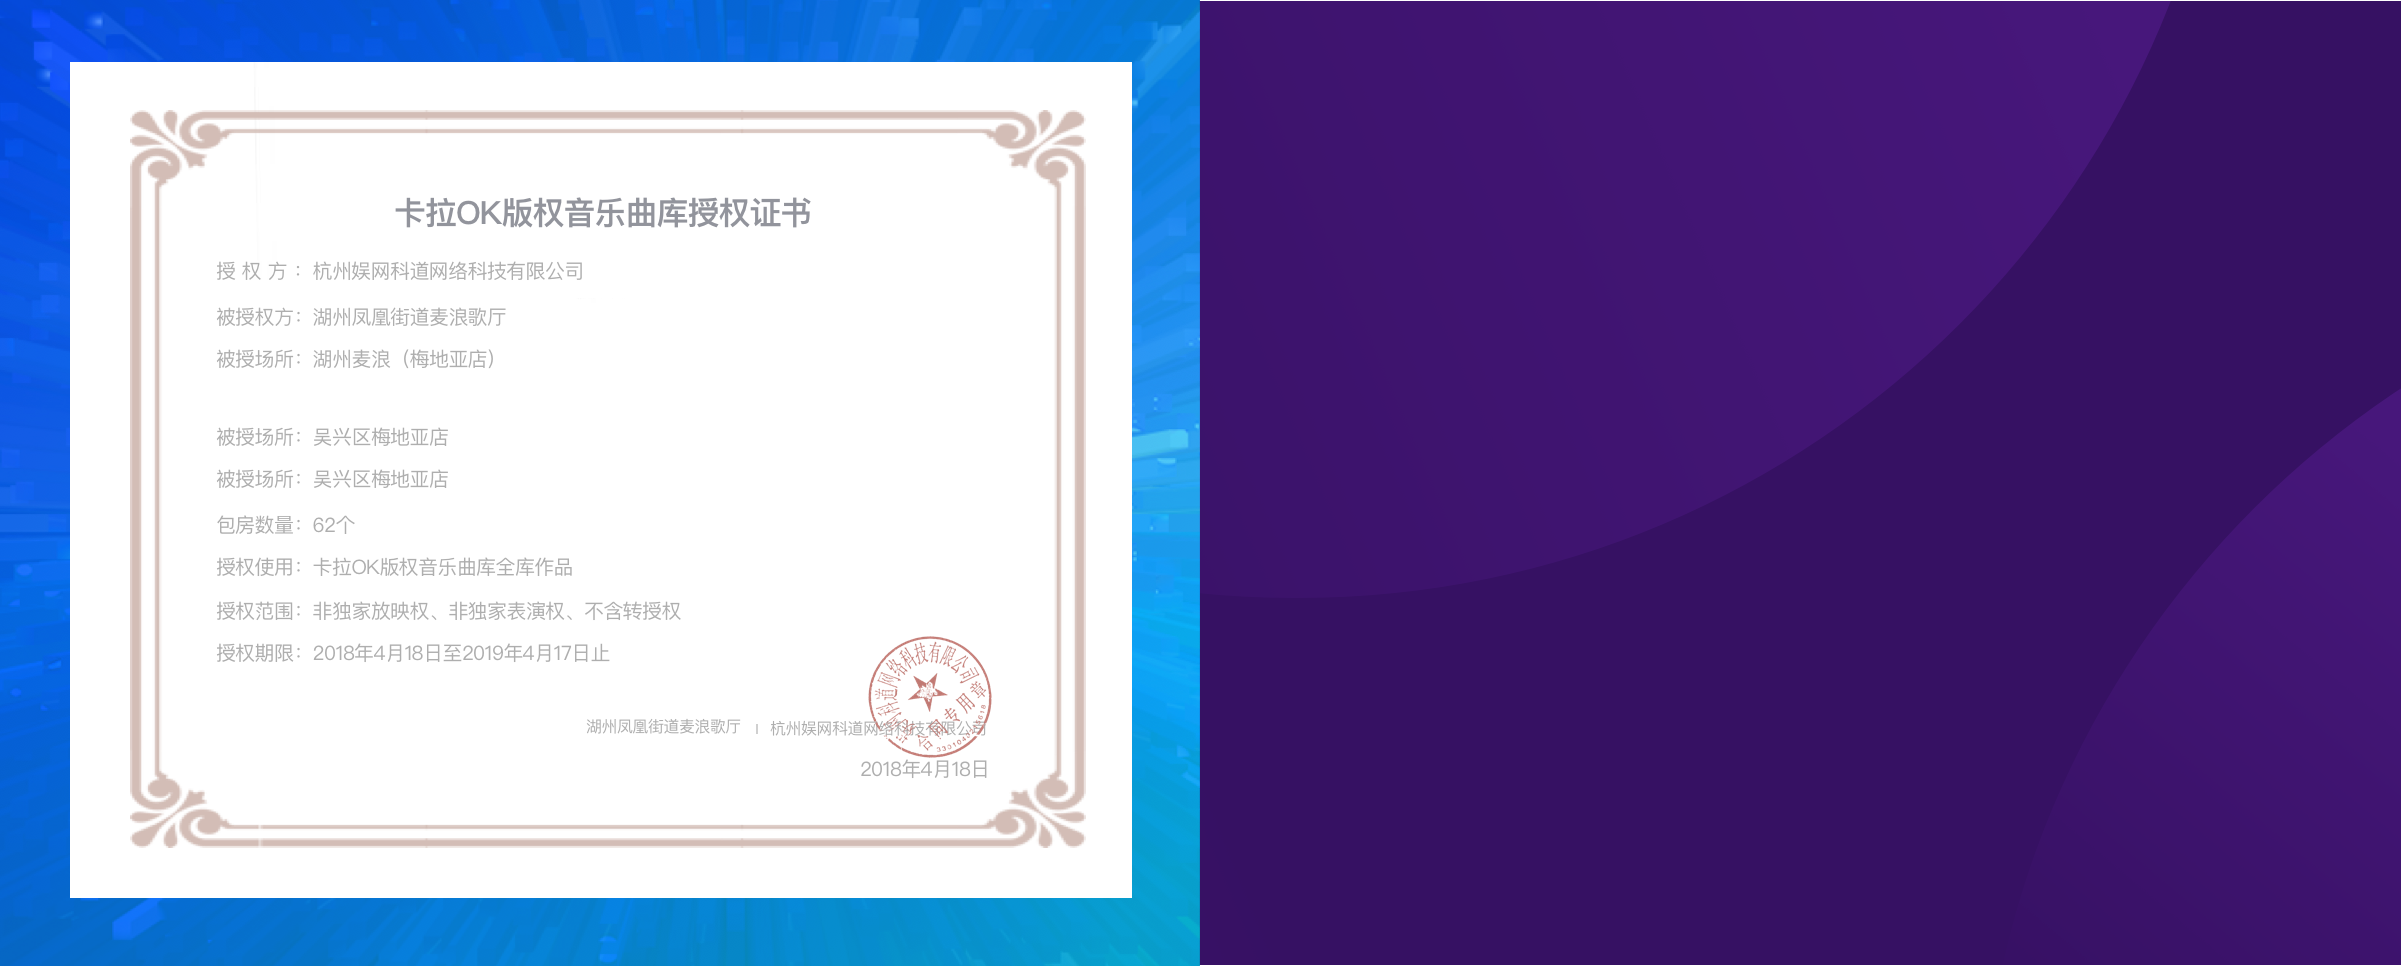 卡拉OK版权音乐曲库授权证书
授 权 方：杭州娱网科道网络科技有限公司
被授权方：湖州凤凰街道麦浪歌厅
被授场所：湖州麦浪（梅地亚店）
被授场所：吴兴区梅地亚店
被授场所：吴兴区梅地亚店
包房数量：62个
授权使用：卡拉OK版权音乐曲库全库作品
授权范围：非独家放映权、非独家表演权、不含转授权
授权期限：2018年4月18日至2019年4月17日止
科道网络科技有限公司
合同专用章
湖州凤凰街道麦浪歌厅 | 杭州娱网科道网络科技有限公司
2018年4月18日